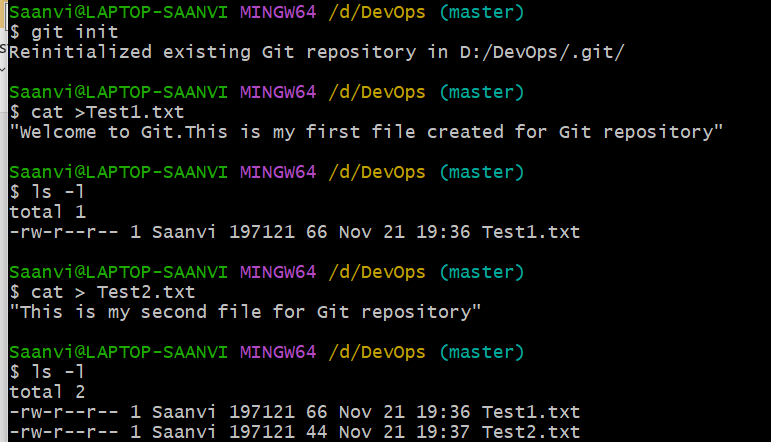 Saanvi@LAPTOP-SAANVI MINGW64 /d/DevOps (master)
$ git init
Reinitialized existing Git repository in D:/DevOps/.git/
Saanvi@LAPTOP-SAANVI MINGW64 /d/DevOps (master)
$ cat >Test1.txt
"Welcome to Git.This is my first file created for Git repository"
Saanvi@LAPTOP-SAANVI MINGW64 /d/DevOps (master)
$ ls -l
total 1
-rw-r--r-- 1 Saanvi 197121 66 Nov 21 19:36 Test1.txt
Saanvi@LAPTOP-SAANVI MINGW64 /d/DevOps (master)
$ cat > Test2.txt
"This is my second file for Git repository"
Saanvi@LAPTOP-SAANVI MINGW64 /d/DevOps (master)
$ ls -l
total 2
-rw-r--r-- 1 Saanvi 197121 66 Nov 21 19:36 Test1.txt
-rw-r--r-- 1 Saanvi 197121 44 Nov 21 19:37 Test2.txt